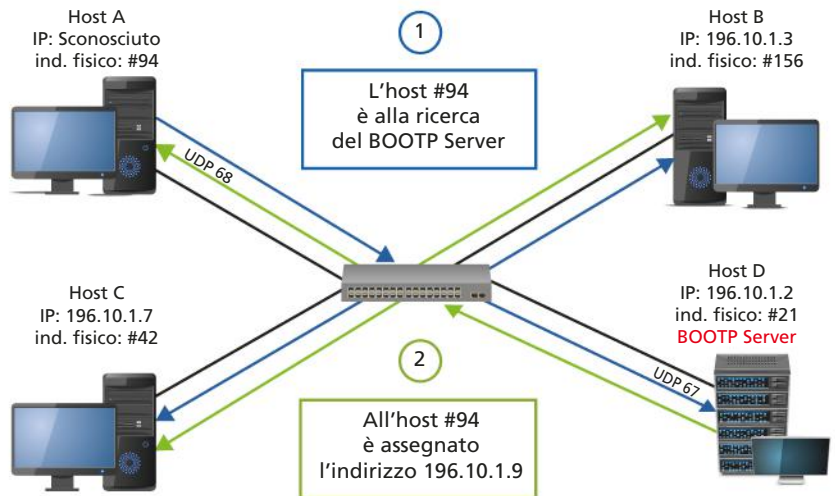 Host A
IP: Sconosciuto
ind. fisico: #94
1
L'host #94
è alla ricerca
del BOOTP Server
Host B
IP: 196.10.1.3
ind. fisico: #156
UDP 68
Host C
IP: 196.10.1.7
ind. fisico: #42
2
All'host #94
è assegnato
l'indirizzo 196.10.1.9
Host D
IP: 196.10.1.2
ind. fisico: #21
BOOTP Server
UDP 67